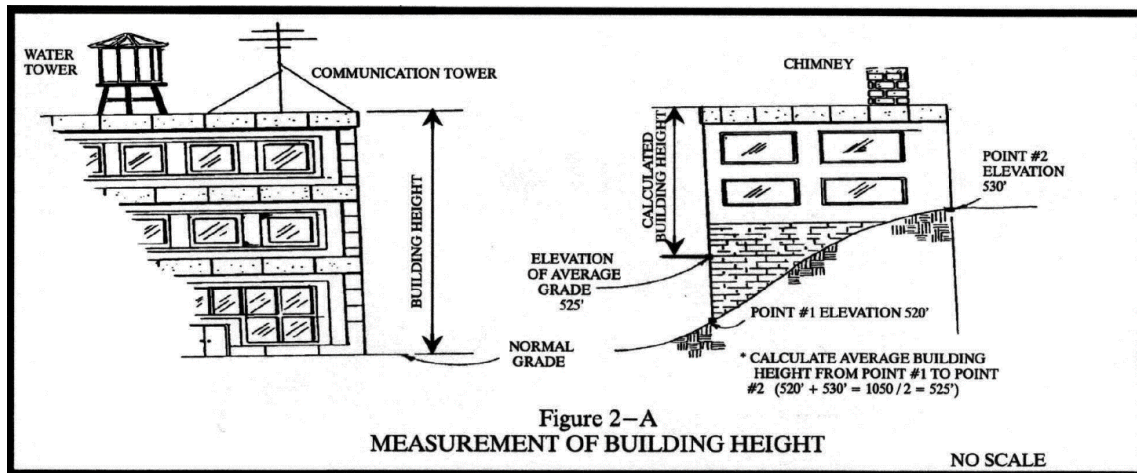 WATER
TOWER
COMMUNICATION TOWER
BUILDING HEIGHT
NORMAL
GRADE
CHIMNEY
CALCULATED
BUILDING HEIGHT
POINT #2
ELEVATION
530'
ELEVATION
OF AVERAGE
GRADE
525'
POINT #1 ELEVATION 520'
* CALCULATE AVERAGE BUILDING
HEIGHT FROM POINT #1 TO POINT
#2 (520' + 530' = 1050 / 2 = 525')
Figure 2–A
MEASUREMENT OF BUILDING HEIGHT
NO SCALE